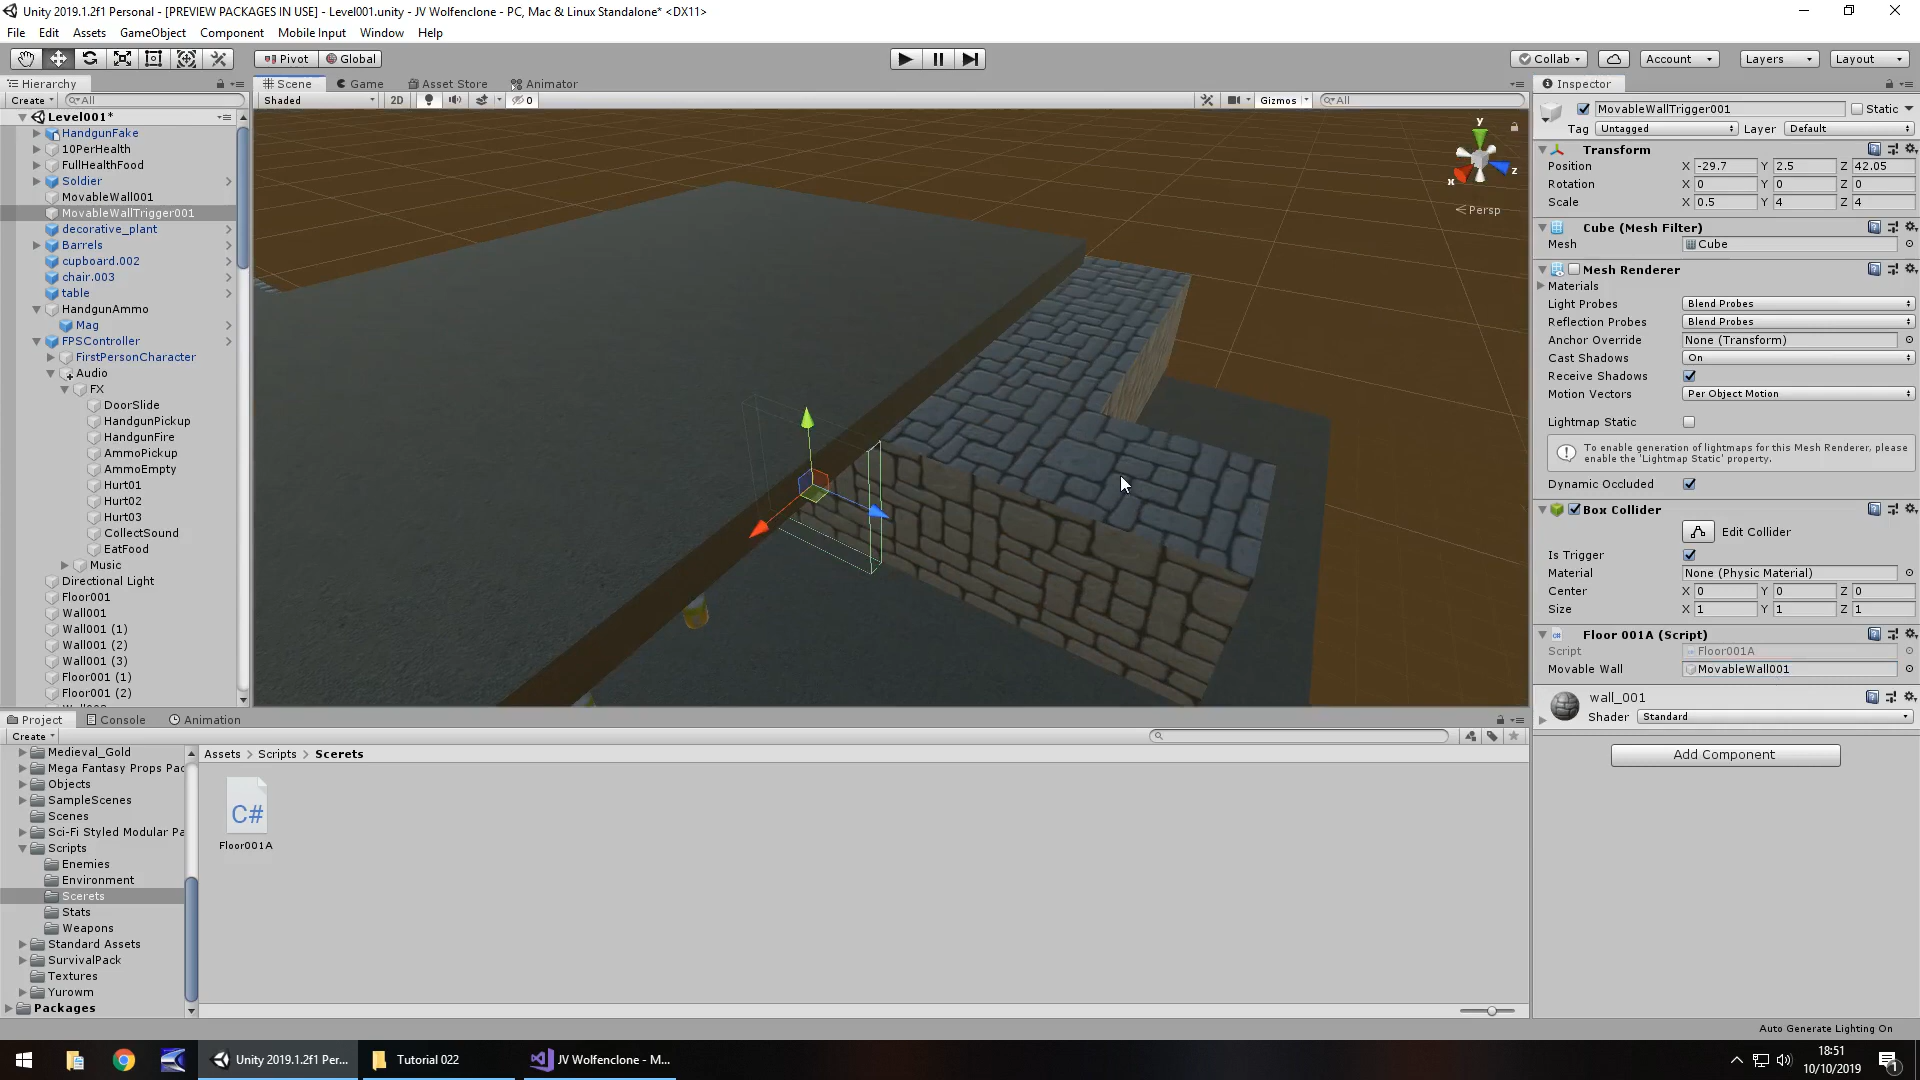 Unity 2019.1.2f1 Personal - [PREVIEW PACKAGES IN USE] - Level001.unity - JV Wolfenclone - PC, Mac & Linux Standalone* <DX11>
File Edit Assets GameObject Component Mobile Input Window Help
Pivot Global Collab Account Layers Layout
Hierarchy Scene Game Asset Store Animator Inspector
Create All Shaded 2D 0 Gizmos All
Level001*
HandgunFake
10PerHealth
FullHealthFood
Soldier
MovableWall001
MovableWallTrigger001
decorative_plant
Barrels
cupboard.002
chair.003
table
HandgunAmmo
Mag
FPSController
FirstPersonCharacter
Audio
FX
DoorSlide
HandgunPickup
HandgunFire
AmmoPickup
AmmoEmpty
Hurt01
Hurt02
Hurt03
CollectSound
EatFood
Music
Directional Light
Floor001
Wall001
Wall001 (1)
Wall001 (2)
Wall001 (3)
Floor001 (1)
Floor001 (2)
y
x
z
Persp
MovableWallTrigger001 Static
Tag Untagged Layer Default
Transform
Position X -29.7 Y 2.5 Z 42.05
Rotation X 0 Y 0 Z 0
Scale X 0.5 Y 4 Z 4
Cube (Mesh Filter)
Mesh Cube
Mesh Renderer
Materials
Light Probes Blend Probes
Reflection Probes Blend Probes
Anchor Override None (Transform)
Cast Shadows On
Receive Shadows
Motion Vectors Per Object Motion
Lightmap Static
To enable generation of lightmaps for this Mesh Renderer, please
enable the 'Lightmap Static' property.
Dynamic Occluded
Box Collider
Edit Collider
Is Trigger
Material None (Physic Material)
Center X 0 Y 0 Z 0
Size X 1 Y 1 Z 1
Floor 001A (Script)
Script Floor001A
Movable Wall MovableWall001
wall_001
Shader Standard
Add Component
Project Console Animation
Create
Medieval_Gold
Mega Fantasy Props Pac
Objects
SampleScenes
Scenes
Sci-Fi Styled Modular Pa
Scripts
Enemies
Environment
Scerets
Stats
Weapons
Standard Assets
SurvivalPack
Textures
Yurowm
Packages
Assets > Scripts > Scerets
C#
Floor001A
Auto Generate Lighting On
Unity 2019.1.2f1 Per... Tutorial 022 JV Wolfenclone - M...
18:51
10/10/2019
1